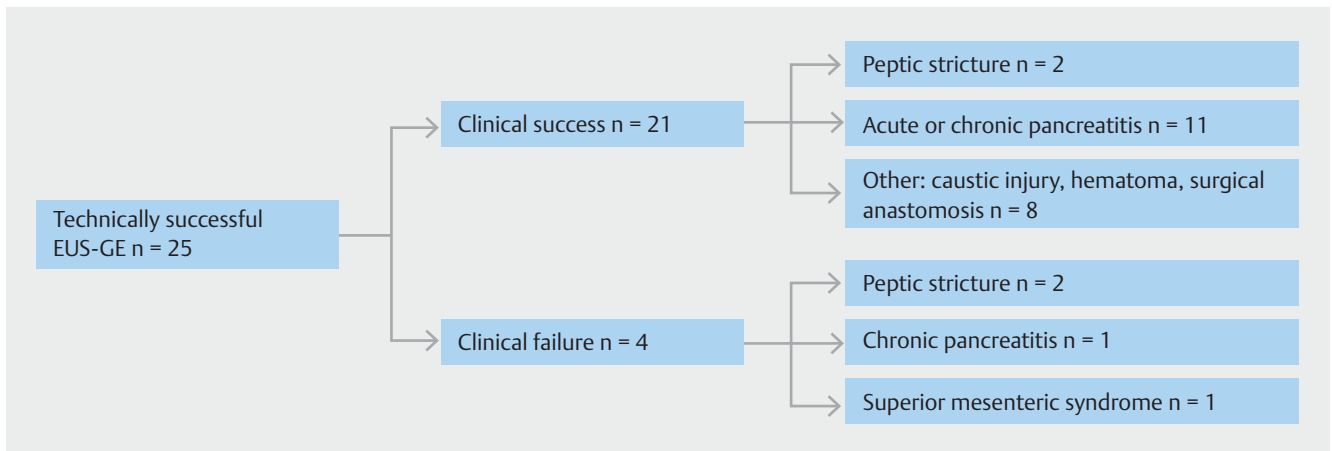 Technically successful
EUS-GE n = 25
Clinical success n = 21
Peptic stricture n = 2
Acute or chronic pancreatitis n = 11
Other: caustic injury, hematoma, surgical
anastomosis n = 8
Clinical failure n = 4
Peptic stricture n = 2
Chronic pancreatitis n = 1
Superior mesenteric syndrome n = 1